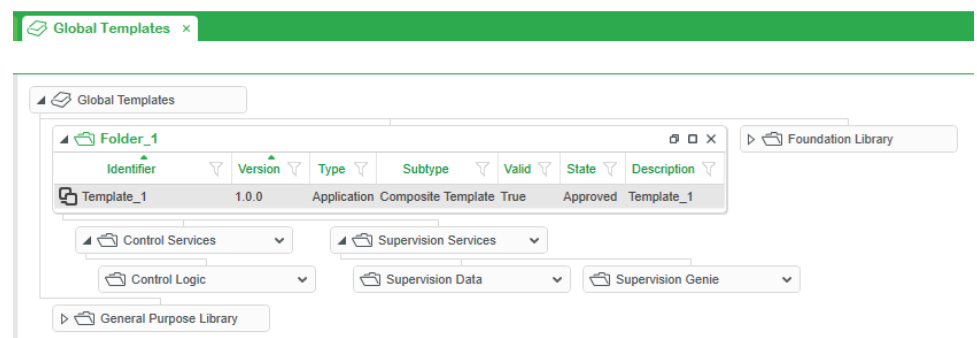 Global Templates ×
Global Templates
Folder_1
Foundation Library
Identifier Version Type Subtype Valid State Description
Template_1 1.0.0 Application Composite Template True Approved Template_1
Control Services Supervision Services
Control Logic Supervision Data Supervision Genie
General Purpose Library